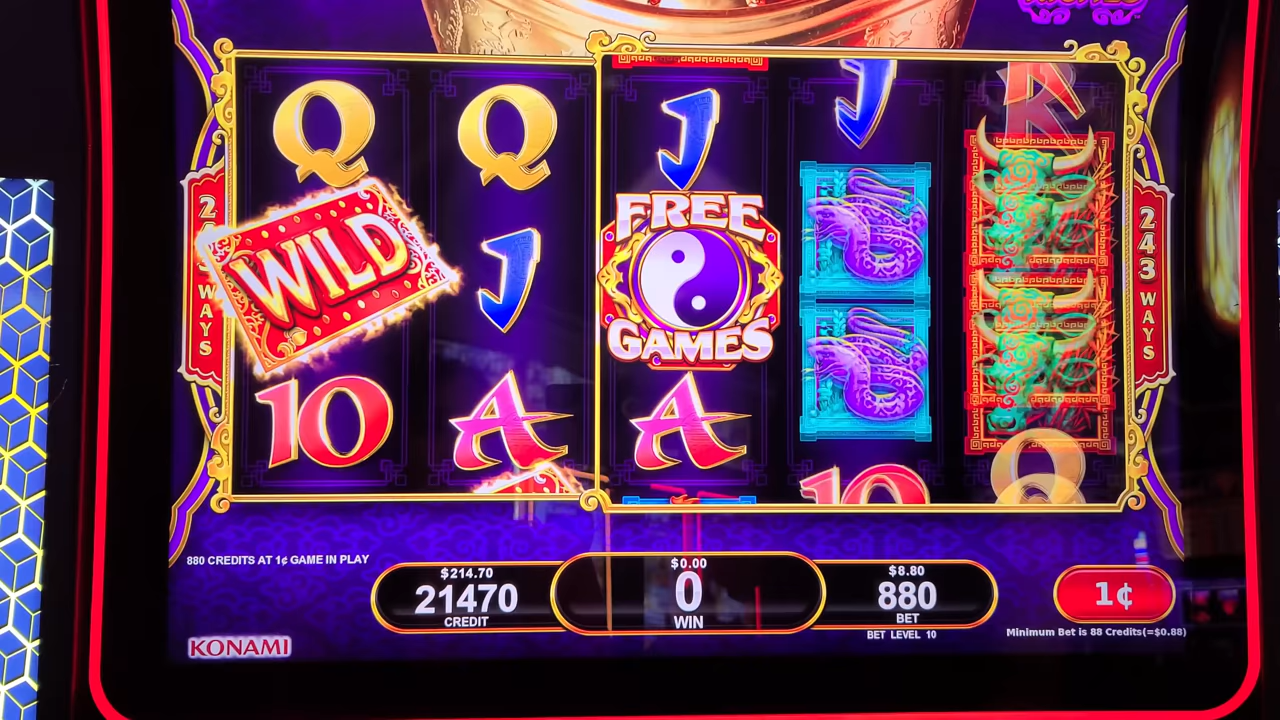 Q Q J J K
WILD FREE GAMES J
10 A A 10 Q
243 WAYS
880 CREDITS AT 1¢ GAME IN PLAY
$214.70
21470
CREDIT
$0.00
0
WIN
$8.80
880
BET
BET LEVEL 10
1¢
Minimum Bet is 88 Credits(=$0.88)
KONAMI